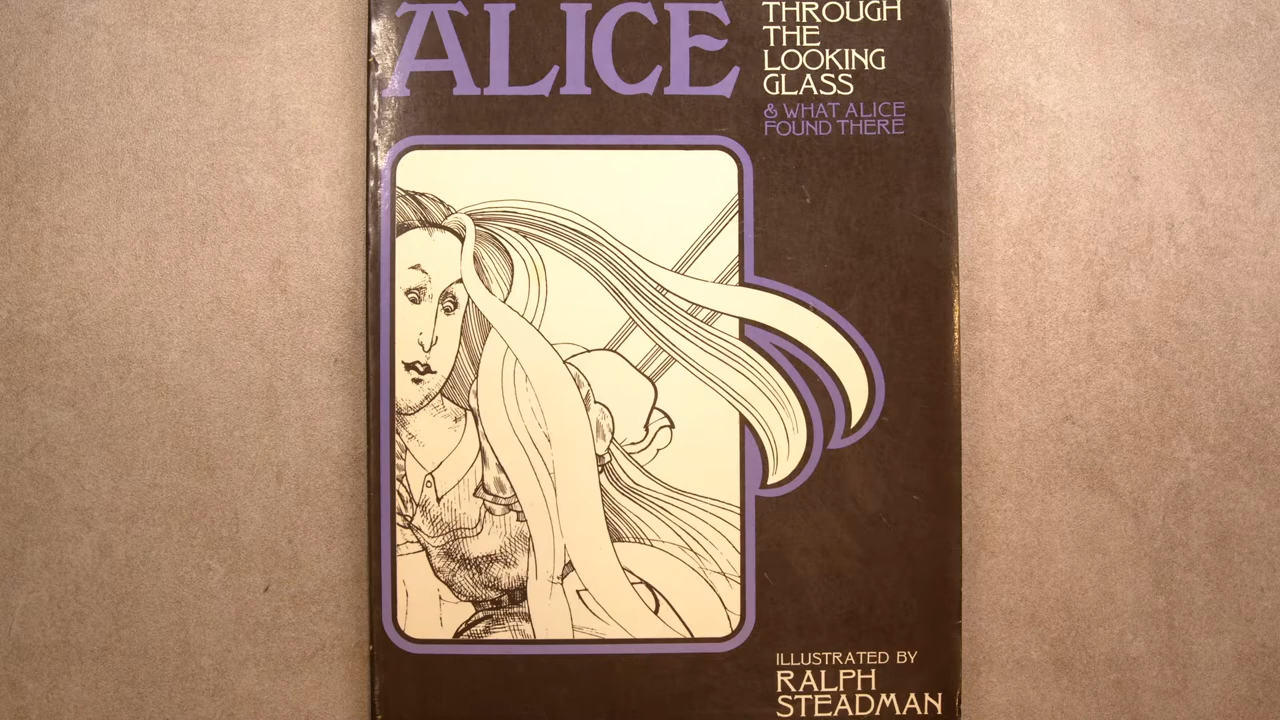 ALICE
THROUGH
THE
LOOKING
GLASS
& WHAT ALICE
FOUND THERE
ILLUSTRATED BY
RALPH
STEADMAN